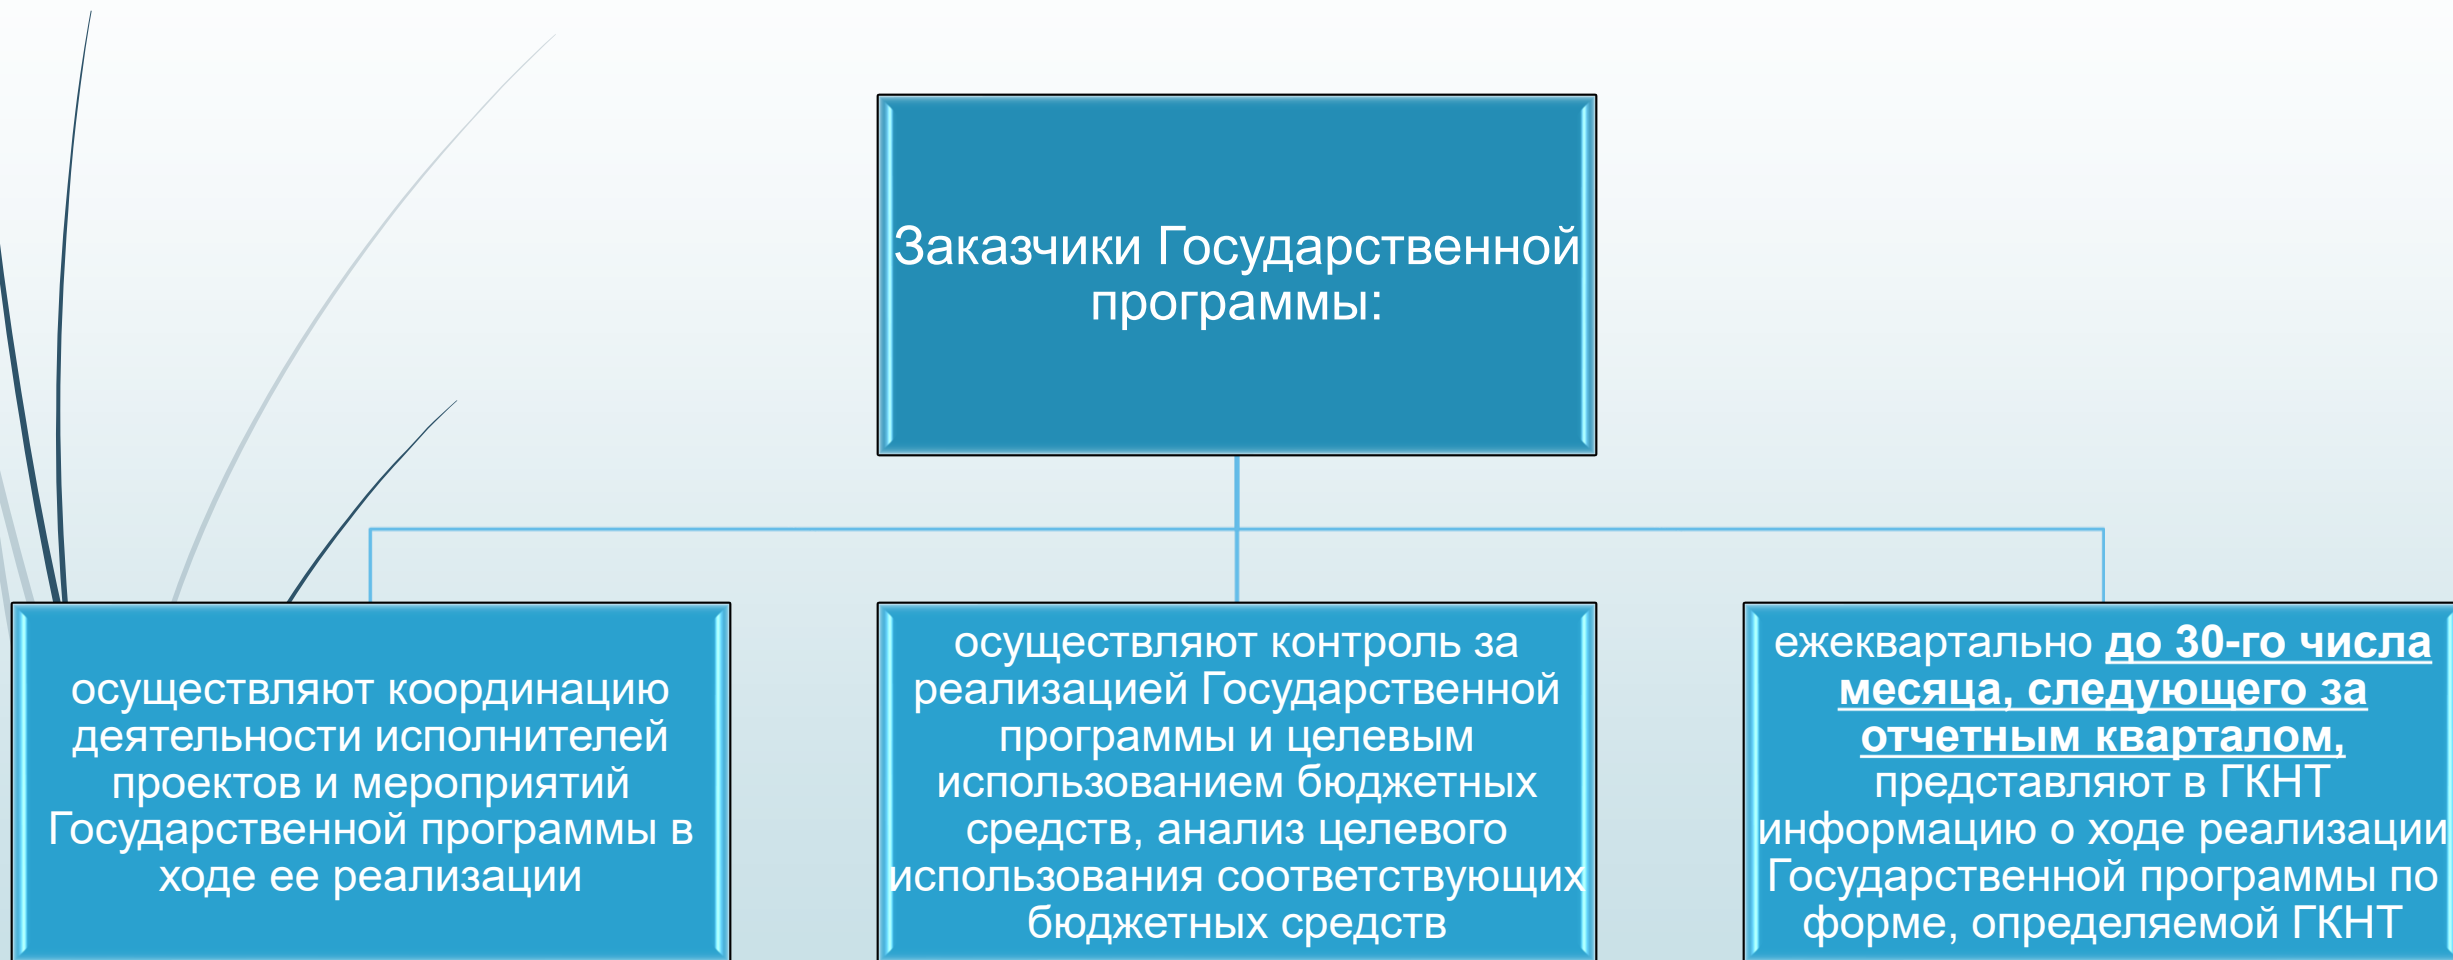 Заказчики Государственной
программы:
осуществляют координацию
деятельности исполнителей
проектов и мероприятий
Государственной программы в
ходе ее реализации
осуществляют контроль за
реализацией Государственной
программы и целевым
использованием бюджетных
средств, анализ целевого
использования соответствующих
бюджетных средств
ежеквартально до 30-го числа
месяца, следующего за
отчетным кварталом,
представляют в ГКНТ
информацию о ходе реализации
Государственной программы по
форме, определяемой ГКНТ